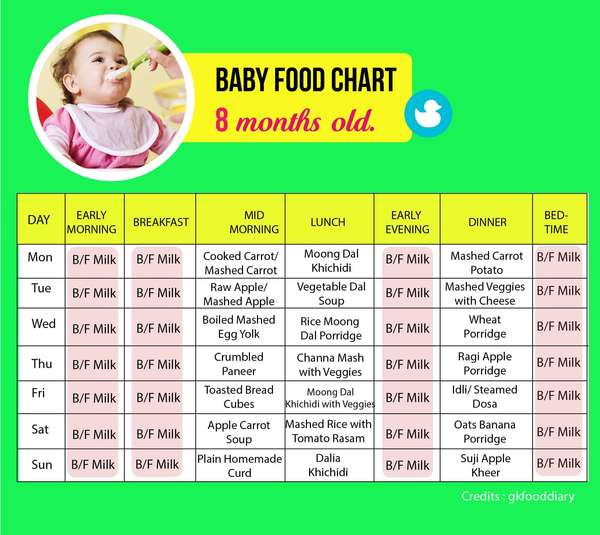 BABY FOOD CHART
8 months old.
DAY EARLY MORNING BREAKFAST MID MORNING LUNCH EARLY EVENING DINNER BED-TIME
Mon B/F Milk B/F Milk Cooked Carrot/ Mashed Carrot Moong Dal Khichidi B/F Milk Mashed Carrot Potato B/F Milk
Tue B/F Milk B/F Milk Raw Apple/ Mashed Apple Vegetable Dal Soup B/F Milk Mashed Veggies with Cheese B/F Milk
Wed B/F Milk B/F Milk Boiled Mashed Egg Yolk Rice Moong Dal Porridge B/F Milk Wheat Porridge B/F Milk
Thu B/F Milk B/F Milk Crumbled Paneer Channa Mash with Veggies B/F Milk Ragi Apple Porridge B/F Milk
Fri B/F Milk B/F Milk Toasted Bread Cubes Moong Dal Khichidi with Veggies B/F Milk Idli/ Steamed Dosa B/F Milk
Sat B/F Milk B/F Milk Apple Carrot Soup Mashed Rice with Tomato Rasam B/F Milk Oats Banana Porridge B/F Milk
Sun B/F Milk B/F Milk Plain Homemade Curd Dalia Khichidi B/F Milk Suji Apple Kheer B/F Milk
Credits : gkfooddiary